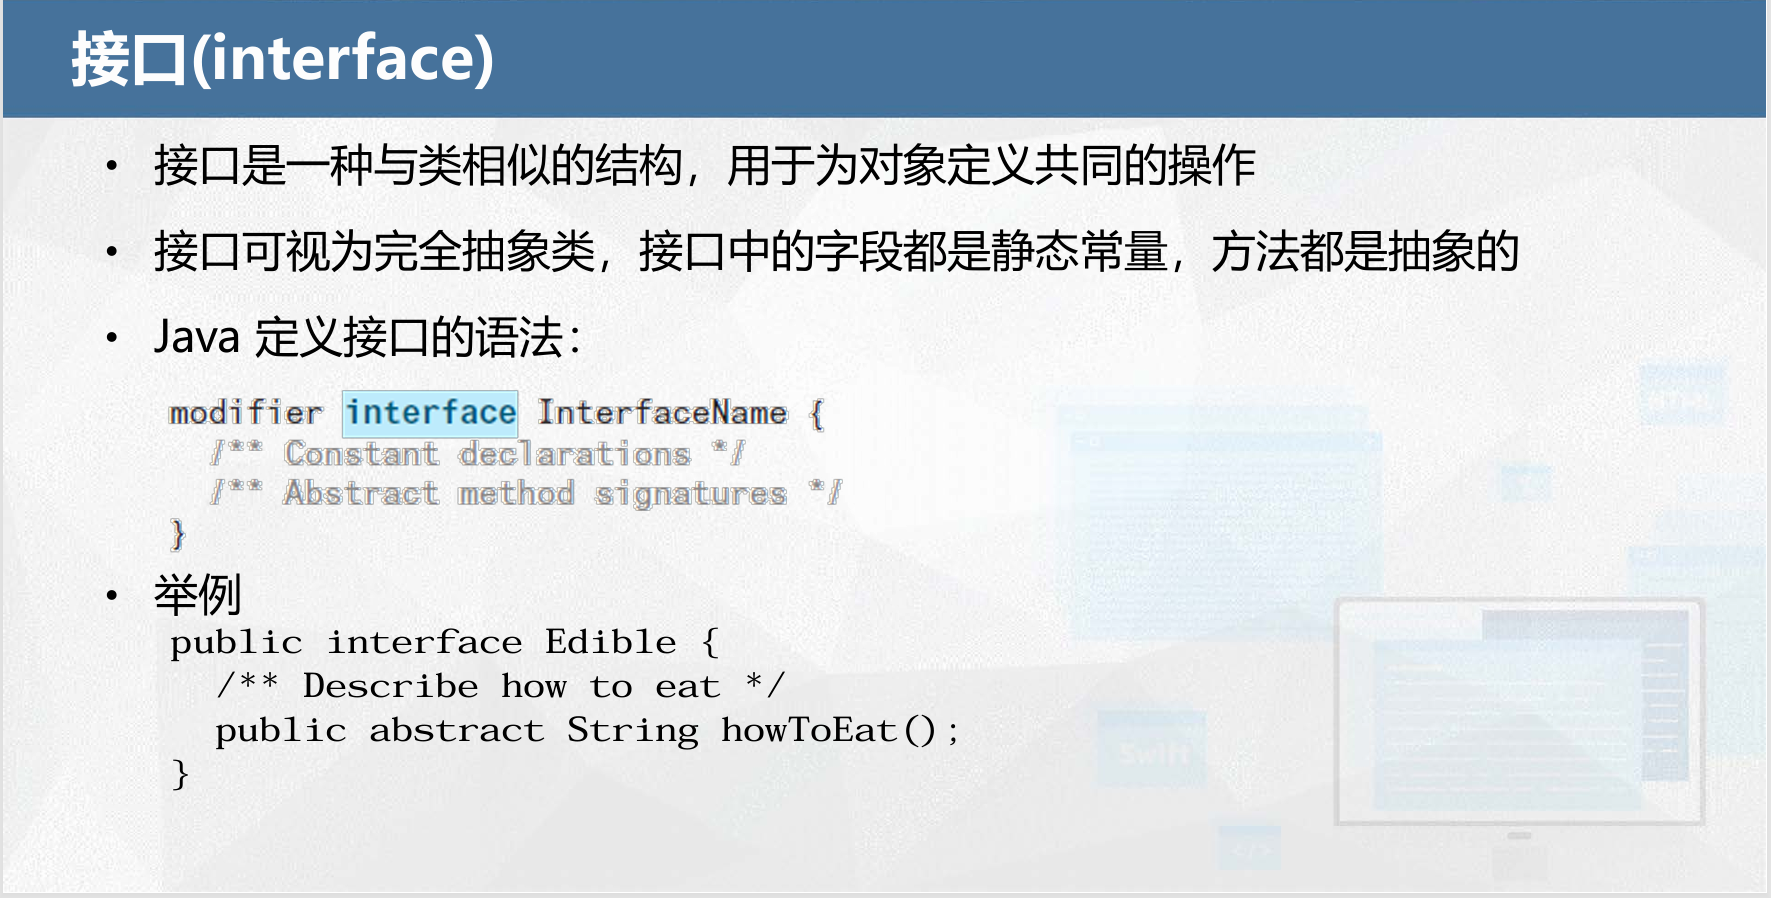 接口(interface)
• 接口是一种与类相似的结构，用于为对象定义共同的操作
• 接口可视为完全抽象类，接口中的字段都是静态常量，方法都是抽象的
• Java 定义接口的语法：
modifier interface InterfaceName {
/** Constant declarations */
/** Abstract method signatures */
}
• 举例
public interface Edible {
/** Describe how to eat */
public abstract String howToEat();
}
Swift
</>